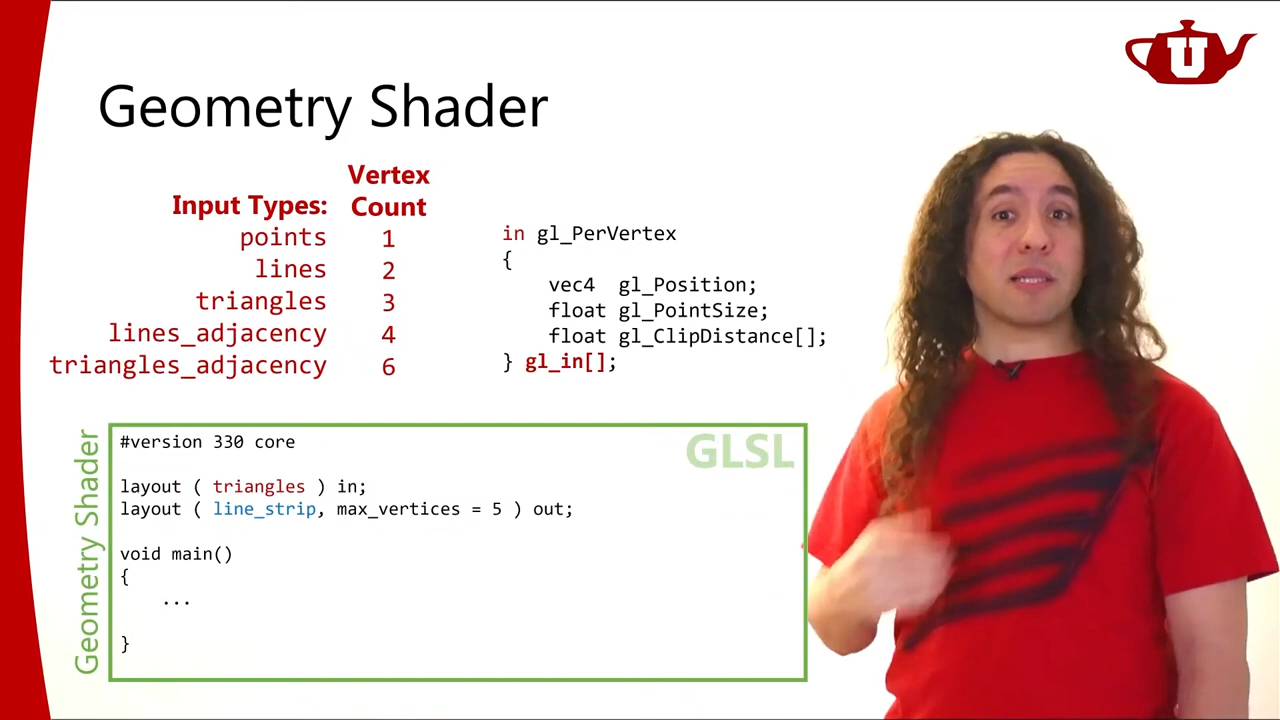 U
Geometry Shader
Vertex
Input Types: Count
points 1
lines 2
triangles 3
lines_adjacency 4
triangles_adjacency 6
in gl_PerVertex
{
vec4 gl_Position;
float gl_PointSize;
float gl_ClipDistance[];
} gl_in[];
Geometry Shader
GLSL
#version 330 core
layout ( triangles ) in;
layout ( line_strip, max_vertices = 5 ) out;
void main()
{
...
}